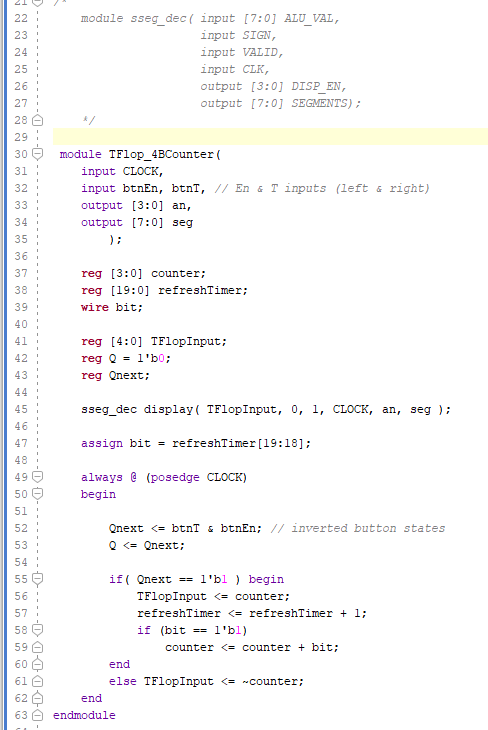 21 /*
22 module sseg_dec( input [7:0] ALU_VAL,
23 input SIGN,
24 input VALID,
25 input CLK,
26 output [3:0] DISP_EN,
27 output [7:0] SEGMENTS);
28 */
29
30 module TFlop_4BCounter(
31 input CLOCK,
32 input btnEn, btnT, // En & T inputs (left & right)
33 output [3:0] an,
34 output [7:0] seg
35 );
36
37 reg [3:0] counter;
38 reg [19:0] refreshTimer;
39 wire bit;
40
41 reg [4:0] TFlopInput;
42 reg Q = 1'b0;
43 reg Qnext;
44
45 sseg_dec display( TFlopInput, 0, 1, CLOCK, an, seg );
46
47 assign bit = refreshTimer[19:18];
48
49 always @ (posedge CLOCK)
50 begin
51
52 Qnext <= btnT & btnEn; // inverted button states
53 Q <= Qnext;
54
55 if( Qnext == 1'b1 ) begin
56 TFlopInput <= counter;
57 refreshTimer <= refreshTimer + 1;
58 if (bit == 1'b1)
59 counter <= counter + bit;
60 end
61 else TFlopInput <= ~counter;
62 end
63 endmodule